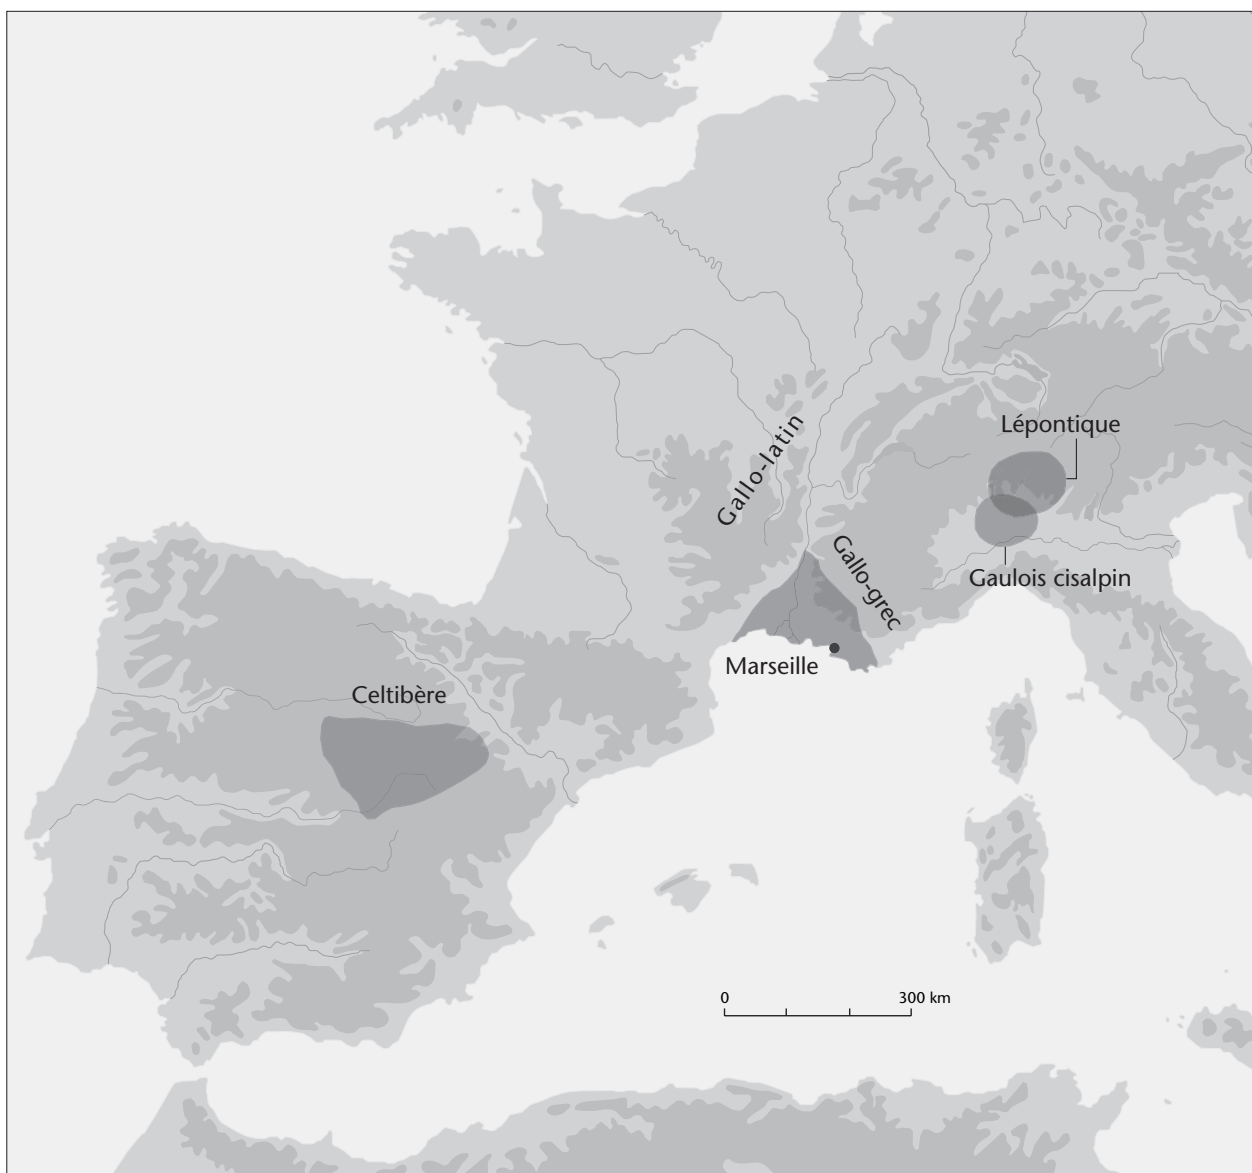 Lépontique
Gallo-latin
Gallo-grec
Gaulois cisalpin
Marseille
Celtibère
0 300 km